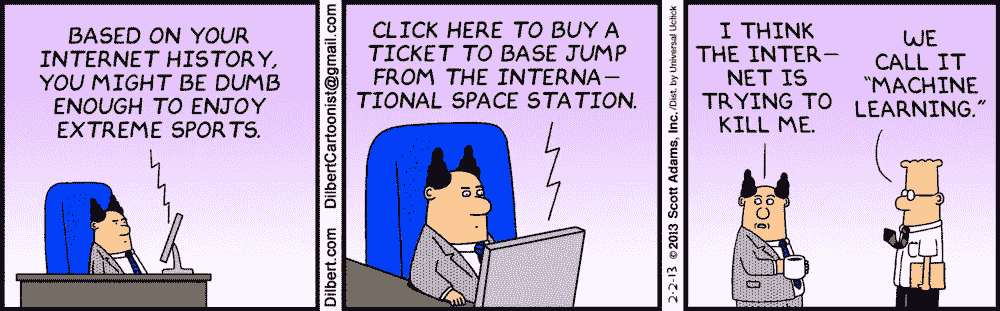 BASED ON YOUR
INTERNET HISTORY,
YOU MIGHT BE DUMB
ENOUGH TO ENJOY
EXTREME SPORTS.
Dilbert.com DilbertCartoonist@gmail.com
CLICK HERE TO BUY A
TICKET TO BASE JUMP
FROM THE INTERNA–
TIONAL SPACE STATION.
2-2-13 © 2013 Scott Adams, Inc. /Dist. by Universal Uclick
I THINK
THE INTER–
NET IS
TRYING TO
KILL ME.
WE
CALL IT
“MACHINE
LEARNING.”